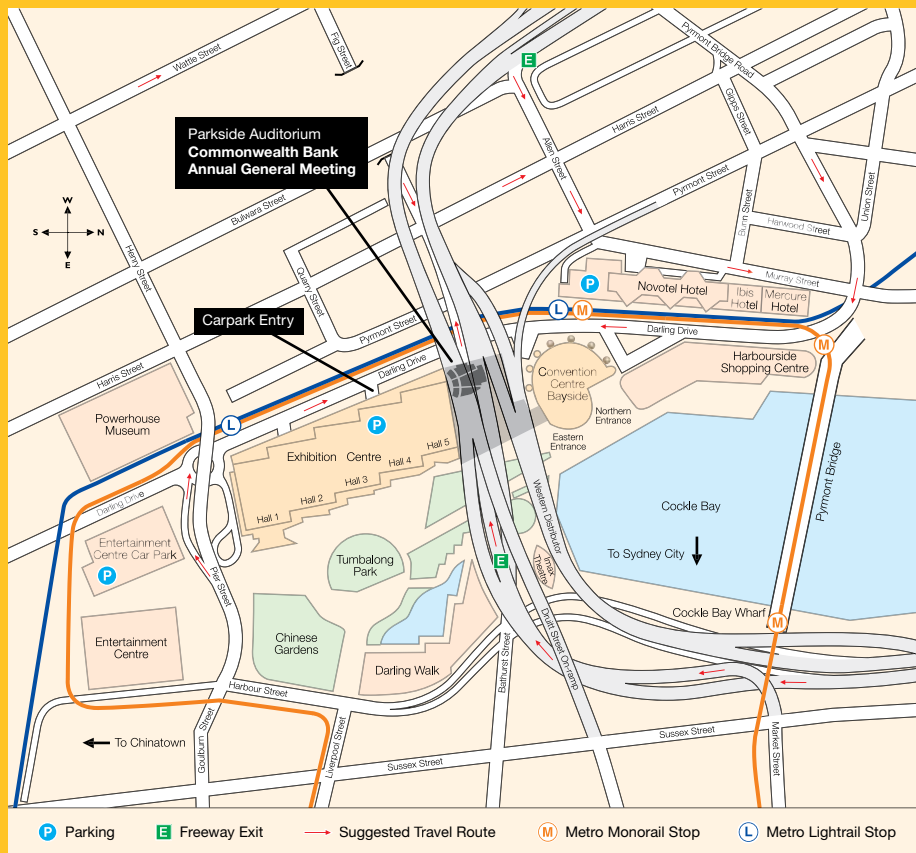 Wattle Street
Fig Street
E
Pyrmont Bridge Road
Gipps Street
Harris Street
Allen Street
Parkside Auditorium
Commonwealth Bank
Annual General Meeting
Pyrmont Street
Union Street
Bulwara Street
Bunn Street
Harwood Street
W
S
N
E
Henry Street
Quarry Street
Murray Street
P
Novotel Hotel
Ibis
Hotel
Mercure
Hotel
L
M
Carpark Entry
Pyrmont Street
Darling Drive
M
Harbourside
Shopping Centre
Darling Drive
Convention
Centre
Bayside
Harris Street
Northern
Entrance
Eastern
Entrance
Powerhouse
Museum
L
P
Exhibition Centre
Hall 5
Hall 4
Hall 3
Hall 2
Hall 1
Pyrmont Bridge
Western Distributor
Cockle Bay
Darling Drive
Entertainment
Centre Car Park
P
To Sydney City
Tumbalong
Park
E
Imax
Theatre
Pier Street
Cockle Bay Wharf
M
Chinese
Gardens
Entertainment
Centre
Darling Walk
Bathurst Street
Druitt Street On-ramp
Harbour Street
To Chinatown
Goulburn Street
Liverpool Street
Sussex Street
Sussex Street
Market Street
P Parking
E Freeway Exit
Suggested Travel Route
M Metro Monorail Stop
L Metro Lightrail Stop